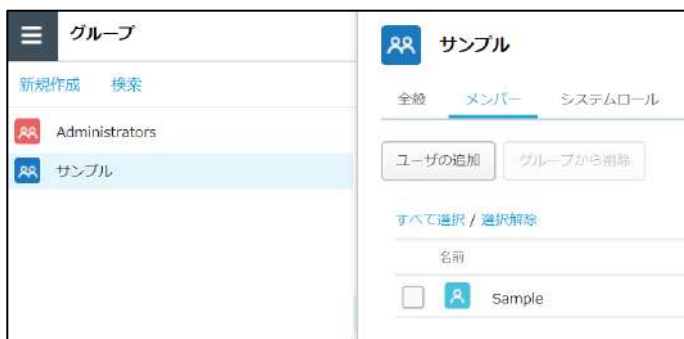 グループ
新規作成 検索
Administrators
サンプル
サンプル
全般 メンバー システムロール
ユーザの追加 グループから削除
すべて選択 / 選択解除
名前
Sample